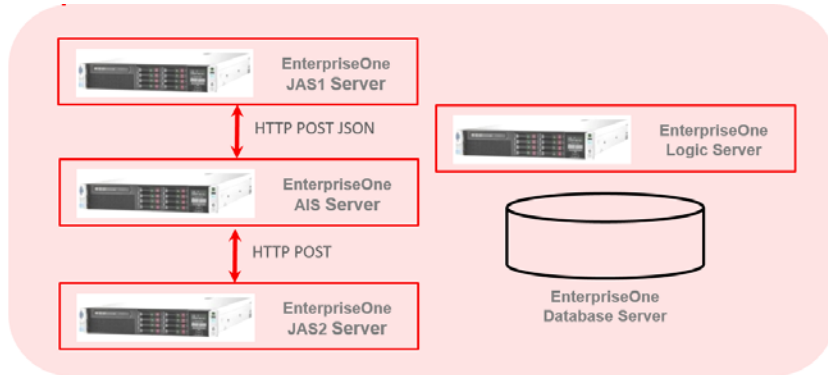 EnterpriseOne
JAS1 Server
HTTP POST JSON
EnterpriseOne
AIS Server
HTTP POST
EnterpriseOne
JAS2 Server
EnterpriseOne
Logic Server
EnterpriseOne
Database Server